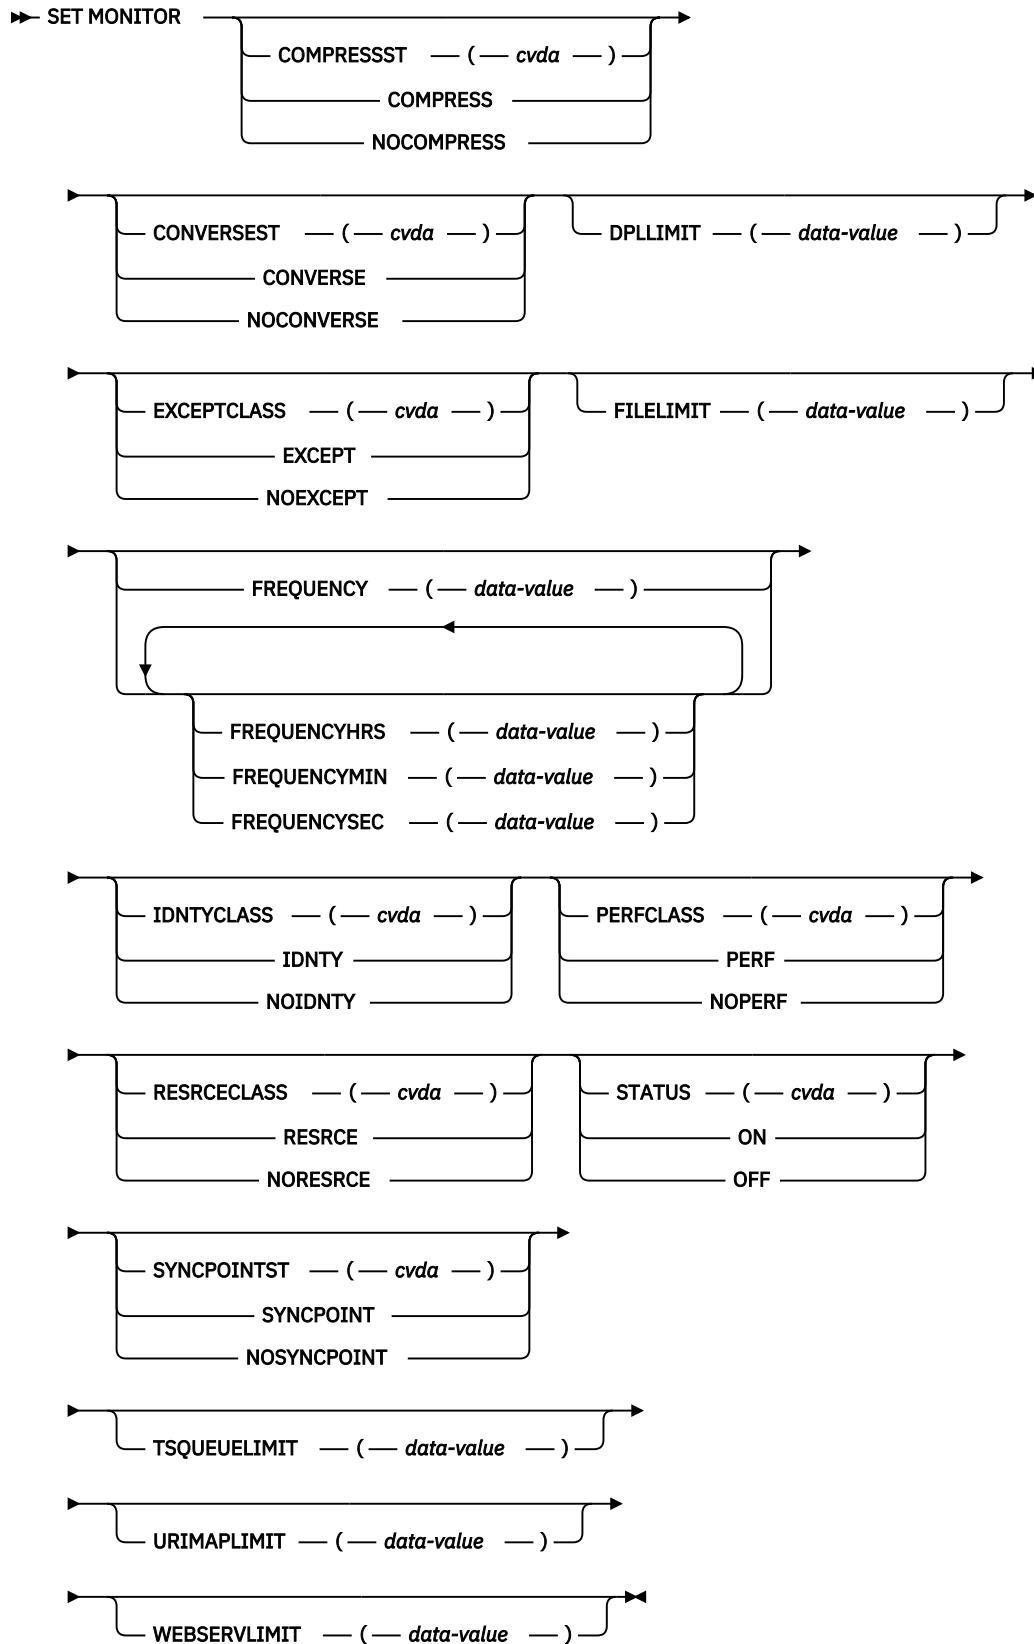 SET MONITOR
COMPRESSST ( cvda )
COMPRESS
NOCOMPRESS
CONVERSEST ( cvda ) DPLLIMIT ( data-value )
CONVERSE
NOCONVERSE
EXCEPTCLASS ( cvda ) FILELIMIT ( data-value )
EXCEPT
NOEXCEPT
FREQUENCY ( data-value )
FREQUENCYHRS ( data-value )
FREQUENCYMIN ( data-value )
FREQUENCYSEC ( data-value )
IDNTYCLASS ( cvda ) PERFCLASS ( cvda )
IDNTY PERF
NOIDNTY NOPERF
RESRCECLASS ( cvda ) STATUS ( cvda )
RESRCE ON
NORESRCE OFF
SYNCPOINTST ( cvda )
SYNCPOINT
NOSYNCPOINT
TSQUEUELIMIT ( data-value )
URIMAPLIMIT ( data-value )
WEBSERVLIMIT ( data-value )